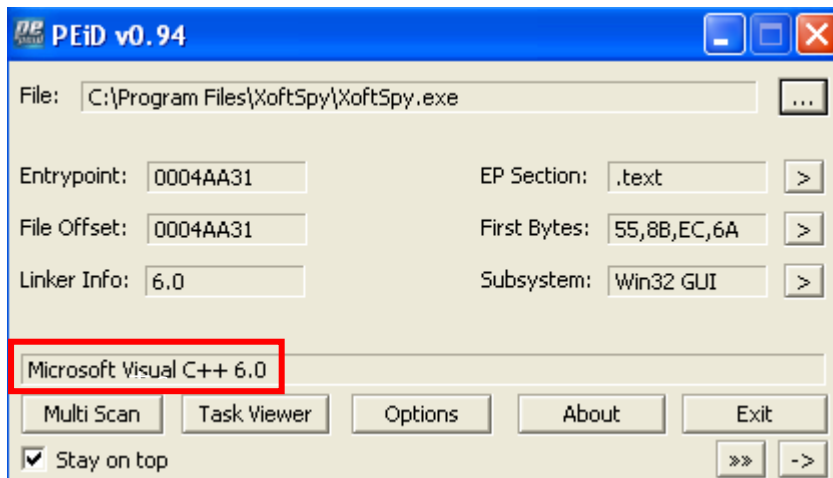 PEiD v0.94
File: C:\Program Files\XoftSpy\XoftSpy.exe ...
Entrypoint: 0004AA31 EP Section: .text >
File Offset: 0004AA31 First Bytes: 55,8B,EC,6A >
Linker Info: 6.0 Subsystem: Win32 GUI >
Microsoft Visual C++ 6.0
Multi Scan Task Viewer Options About Exit
Stay on top »» ->